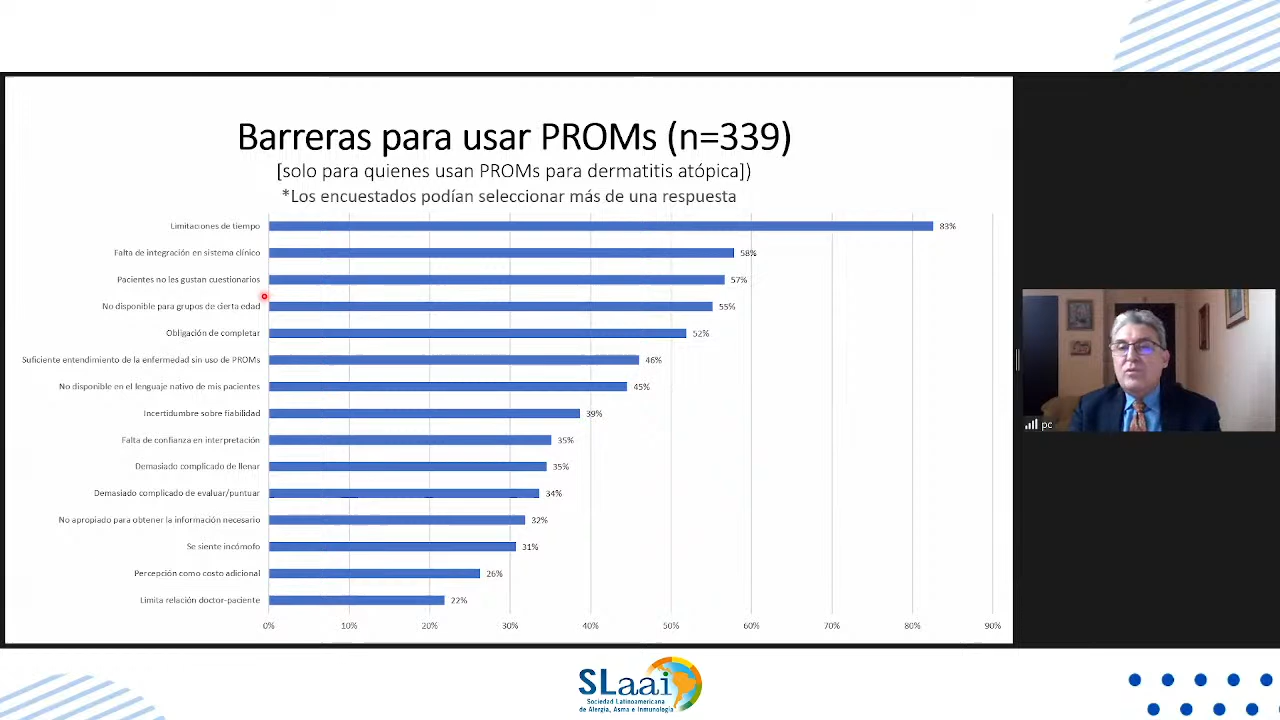 Barreras para usar PROMs (n=339)
[solo para quienes usan PROMs para dermatitis atópica])
*Los encuestados podían seleccionar más de una respuesta
Limitaciones de tiempo 83%
Falta de integración en sistema clínico 58%
Pacientes no les gustan cuestionarios 57%
No disponible para grupos de cierta edad 55%
Obligación de completar 52%
Suficiente entendimiento de la enfermedad sin uso de PROMs 46%
No disponible en el lenguaje nativo de mis pacientes 45%
Incertidumbre sobre fiabilidad 39%
Falta de confianza en interpretación 35%
Demasiado complicado de llenar 35%
Demasiado complicado de evaluar/puntuar 34%
No apropiado para obtener la información necesario 32%
Se siente incómofo 31%
Percepción como costo adicional 26%
Limita relación doctor-paciente 22%
0% 10% 20% 30% 40% 50% 60% 70% 80% 90%
pc
SLaai
Sociedad Latinoamericana
de Alergia, Asma e Inmunología